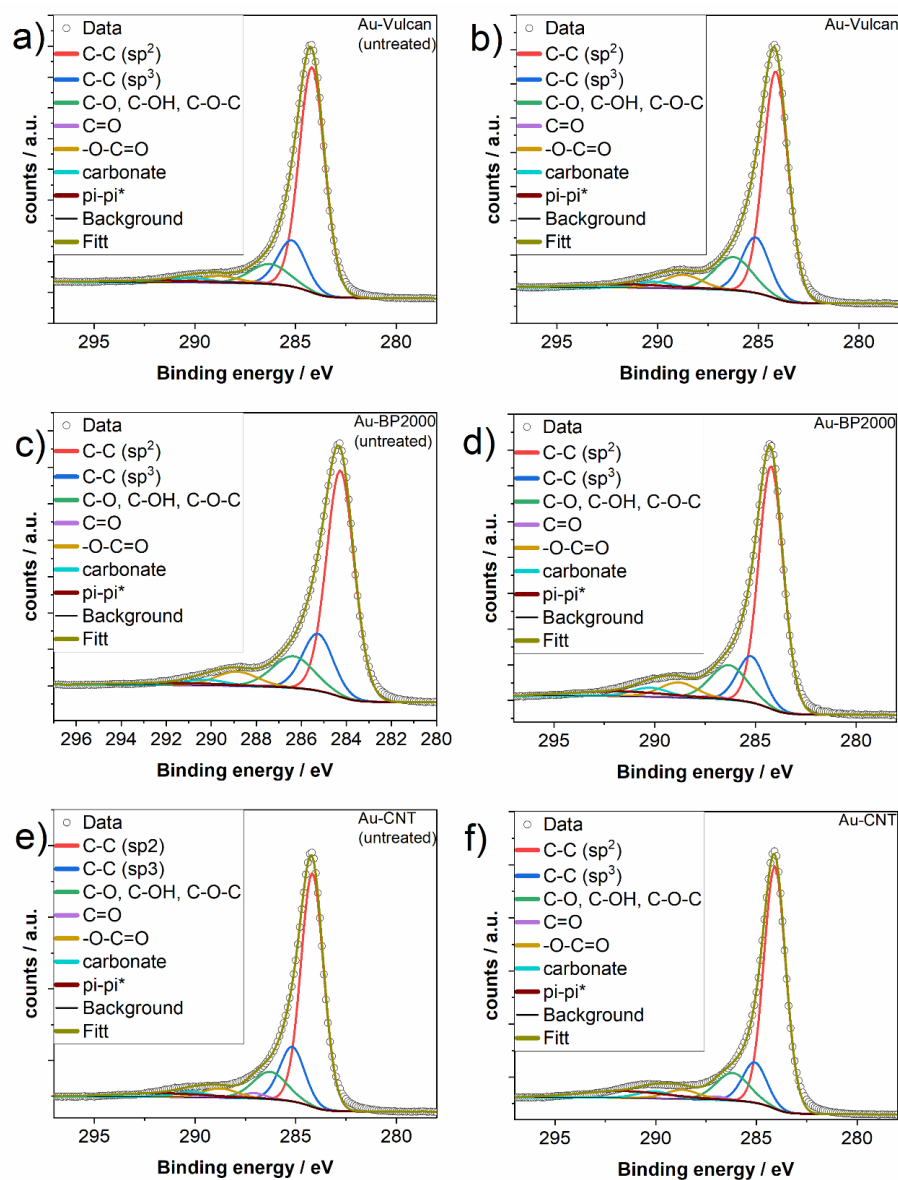 a)
Data
C-C (sp²)
C-C (sp³)
C-O, C-OH, C-O-C
C=O
-O-C=O
carbonate
pi-pi*
Background
Fitt
Au-Vulcan
(untreated)
counts / a.u.
295 290 285 280
Binding energy / eV
b)
Data
C-C (sp²)
C-C (sp³)
C-O, C-OH, C-O-C
C=O
-O-C=O
carbonate
pi-pi*
Background
Fitt
Au-Vulcan
counts / a.u.
295 290 285 280
Binding energy / eV
c)
Data
C-C (sp²)
C-C (sp³)
C-O, C-OH, C-O-C
C=O
-O-C=O
carbonate
pi-pi*
Background
Fitt
Au-BP2000
(untreated)
counts / a.u.
296 294 292 290 288 286 284 282 280
Binding energy / eV
d)
Data
C-C (sp²)
C-C (sp³)
C-O, C-OH, C-O-C
C=O
-O-C=O
carbonate
pi-pi*
Background
Fitt
Au-BP2000
counts / a.u.
295 290 285 280
Binding energy / eV
e)
Data
C-C (sp2)
C-C (sp3)
C-O, C-OH, C-O-C
C=O
-O-C=O
carbonate
pi-pi*
Background
Fitt
Au-CNT
(untreated)
counts / a.u.
295 290 285 280
Binding energy / eV
f)
Data
C-C (sp²)
C-C (sp³)
C-O, C-OH, C-O-C
C=O
-O-C=O
carbonate
pi-pi*
Background
Fitt
Au-CNT
counts / a.u.
295 290 285 280
Binding energy / eV